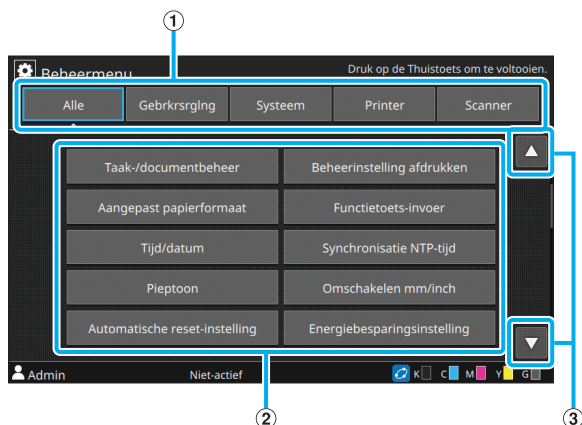 1
Beheermenu
Druk op de Thuistoets om te voltooien.
Alle
Gebrkrsrglng
Systeem
Printer
Scanner
Taak-/documentbeheer
Beheerinstelling afdrukken
Aangepast papierformaat
Functietoets-invoer
Tijd/datum
Synchronisatie NTP-tijd
Pieptoon
Omschakelen mm/inch
Automatische reset-instelling
Energiebesparingsinstelling
Admin
Niet-actief
K C M Y G
2
3